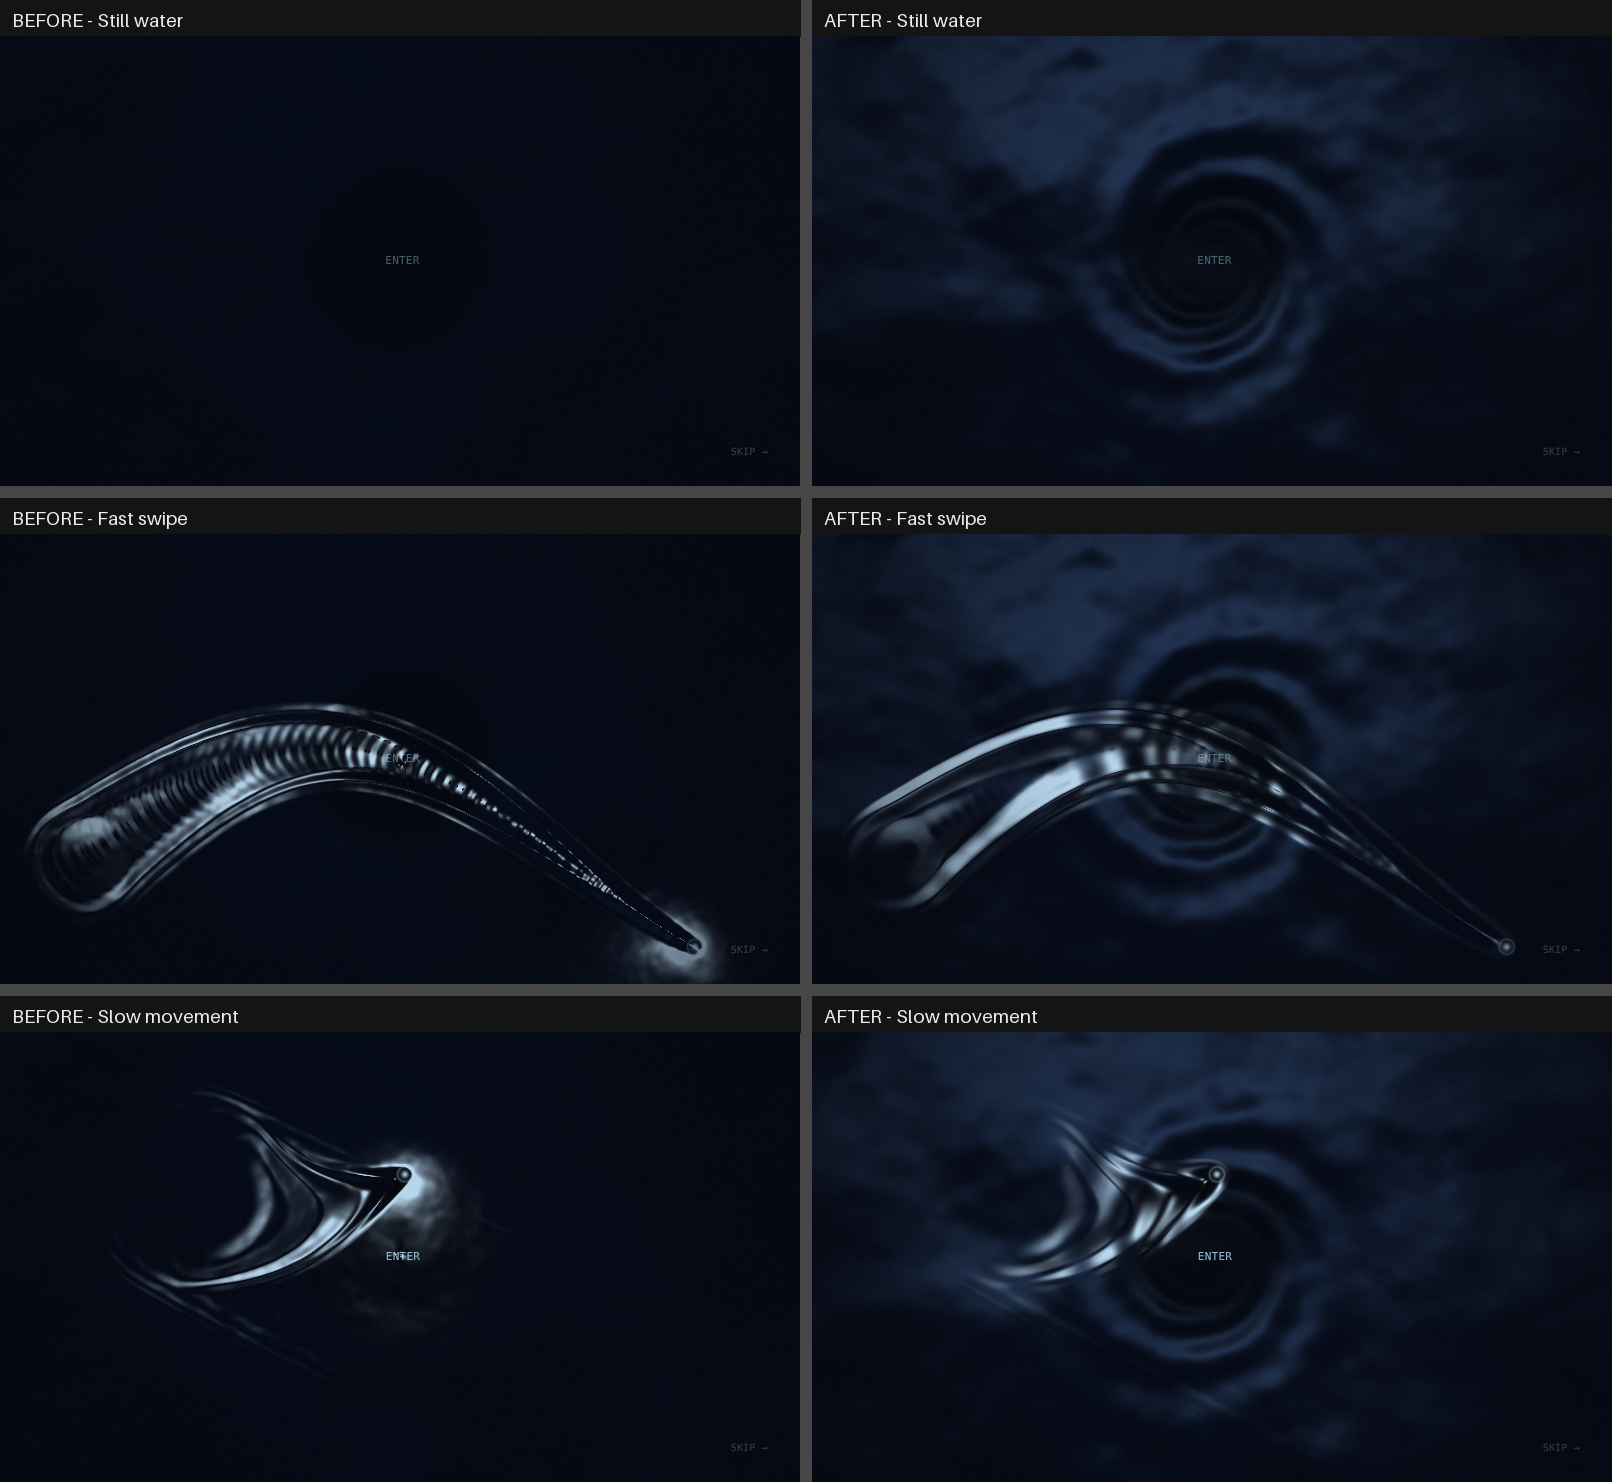 BEFORE - Still water
AFTER - Still water
ENTER
ENTER
SKIP →
SKIP →
BEFORE - Fast swipe
AFTER - Fast swipe
ENTER
ENTER
SKIP →
SKIP →
BEFORE - Slow movement
AFTER - Slow movement
ENTER
ENTER
SKIP →
SKIP →